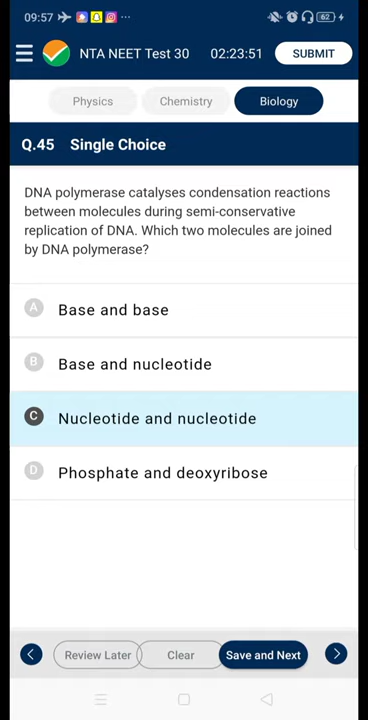 09:57
62
NTA NEET Test 30 02:23:51 SUBMIT
Physics Chemistry Biology
Q.45 Single Choice
DNA polymerase catalyses condensation reactions
between molecules during semi-conservative
replication of DNA. Which two molecules are joined
by DNA polymerase?
A Base and base
B Base and nucleotide
C Nucleotide and nucleotide
D Phosphate and deoxyribose
Review Later Clear Save and Next